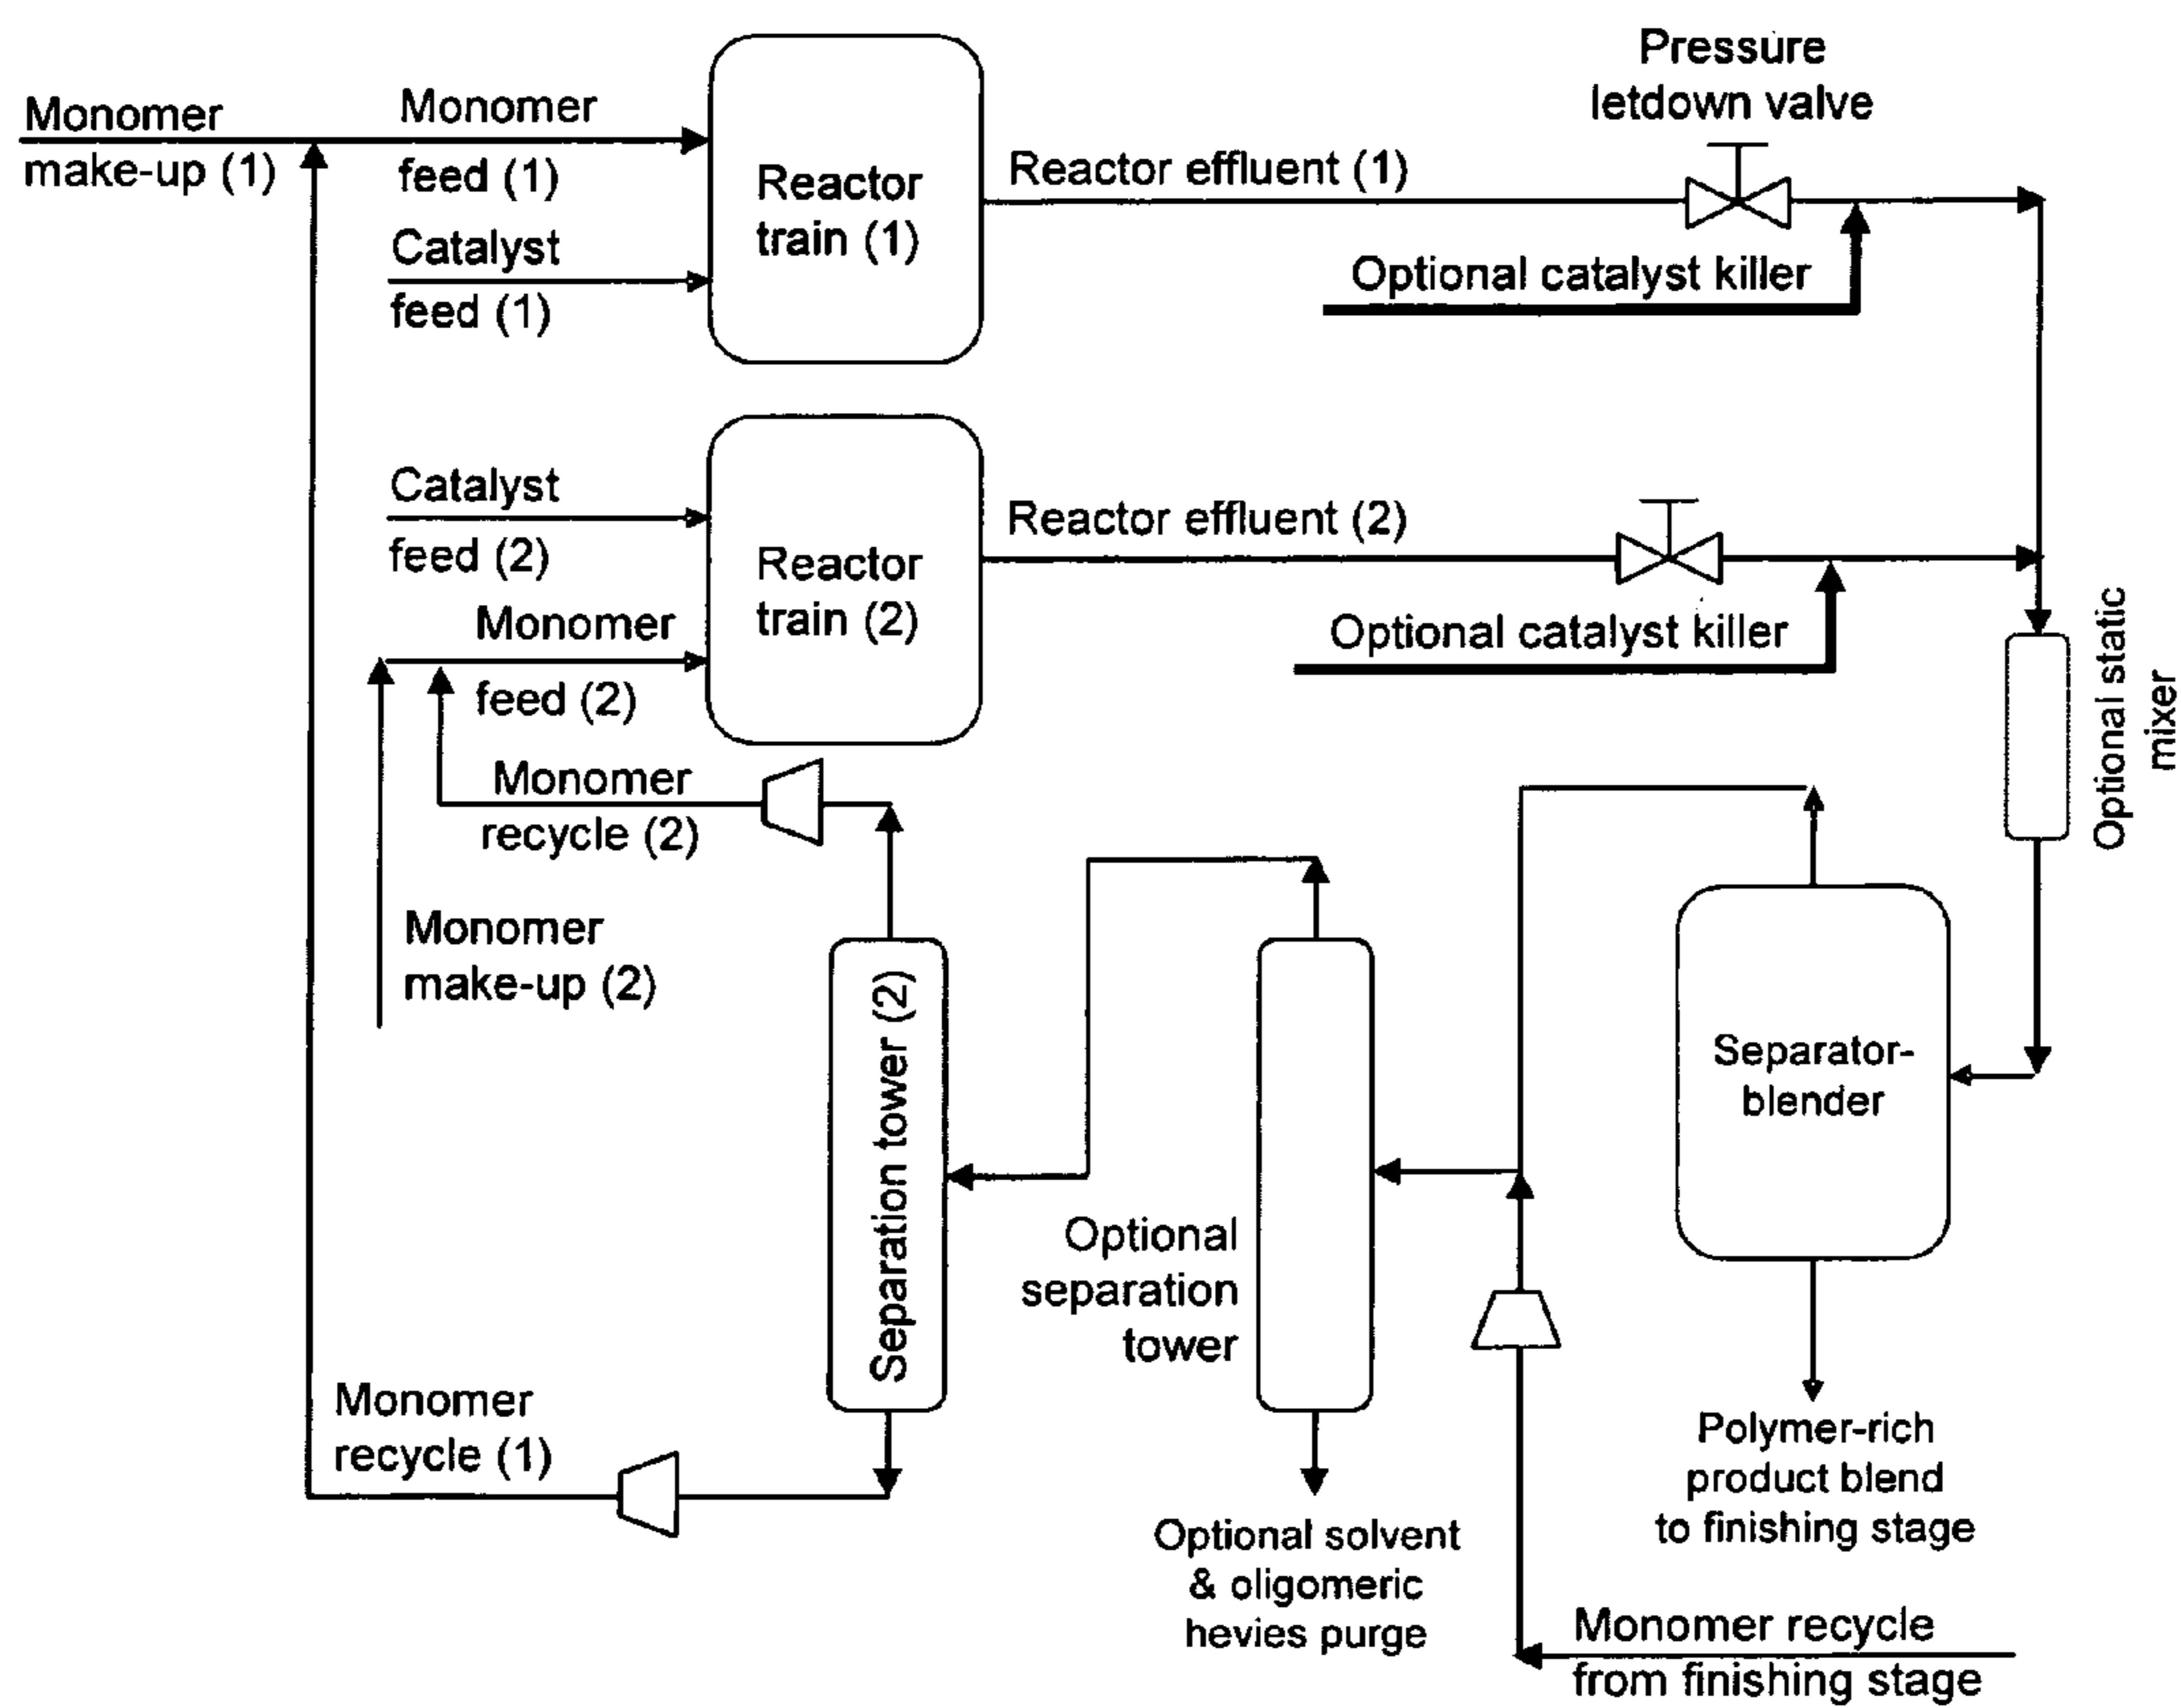 Pressure
letdown valve
Monomer
make-up (1)
Monomer
feed (1)
Catalyst
feed (1)
Reactor
train (1)
Reactor effluent (1)
Optional catalyst killer
Catalyst
feed (2)
Monomer
feed (2)
Reactor
train (2)
Reactor effluent (2)
Optional catalyst killer
Optional static
mixer
Monomer
recycle (2)
Monomer
make-up (2)
Separation tower (2)
Optional
separation
tower
Separator-
blender
Monomer
recycle (1)
Optional solvent
& oligomeric
hevies purge
Polymer-rich
product blend
to finishing stage
Monomer recycle
from finishing stage